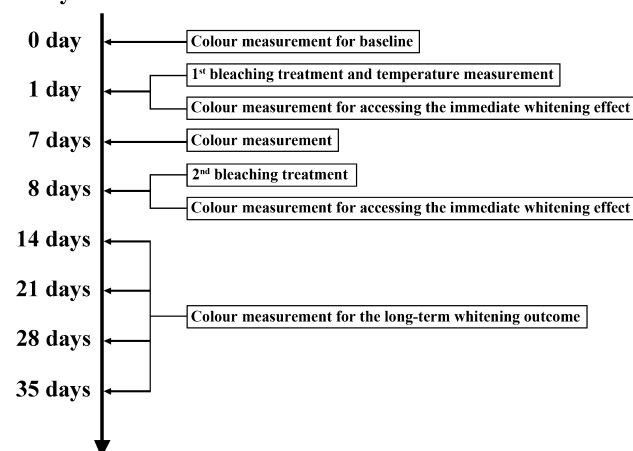 0 day
Colour measurement for baseline
1st bleaching treatment and temperature measurement
1 day
Colour measurement for accessing the immediate whitening effect
7 days
Colour measurement
2nd bleaching treatment
8 days
Colour measurement for accessing the immediate whitening effect
14 days
21 days
Colour measurement for the long-term whitening outcome
28 days
35 days